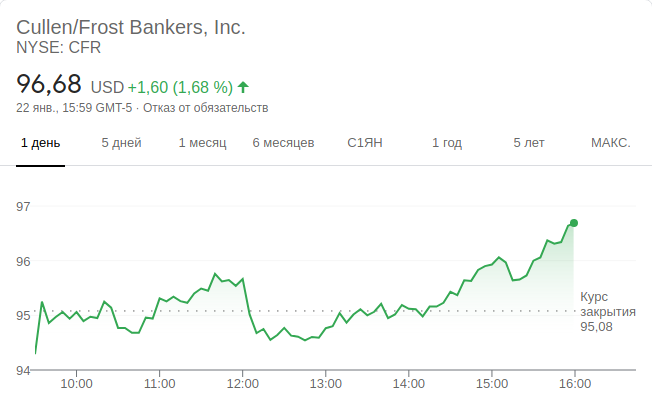 Cullen/Frost Bankers, Inc.
NYSE: CFR
96,68 USD +1,60 (1,68 %)
22 янв., 15:59 GMT-5 · Отказ от обязательств
1 день 5 дней 1 месяц 6 месяцев С1ЯН 1 год 5 лет МАКС.
97
96
95
94
Курс
закрытия
95,08
10:00 11:00 12:00 13:00 14:00 15:00 16:00